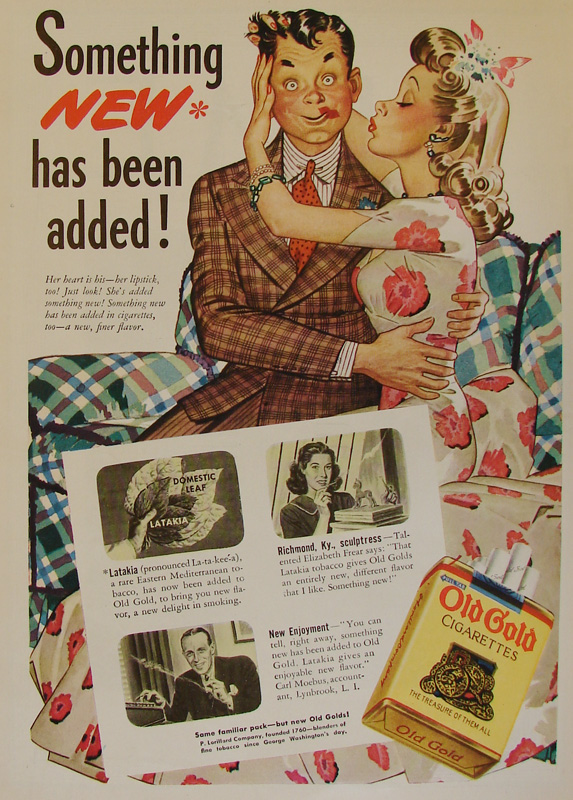 Something
NEW*
has been
added!
Her heart is his—her lipstick,
too! Just look! She's added
something new! Something new
has been added in cigarettes,
too—a new, finer flavor.
DOMESTIC
LEAF
LATAKIA
*Latakia (pronounced La-ta-kee'-a),
a rare Eastern Mediterranean to-
bacco, has now been added to
Old Gold, to bring you new fla-
vor, a new delight in smoking.
Richmond, Ky., sculptress—Tal-
ented Elizabeth Frear says: "That
Latakia tobacco gives Old Golds
an entirely new, different flavor
that I like. Something new!"
New Enjoyment—"You can
tell, right away, something
new has been added to Old
Gold. Latakia gives an
enjoyable new flavor."
Carl Moebus, account-
ant, Lynbrook, L. I.
Same familiar pack—but new Old Golds!
P. Lorillard Company, founded 1760—blenders of
fine tobacco since George Washington's day.
Old Gold
CIGARETTES
THE TREASURE OF THEM ALL
Old Gold